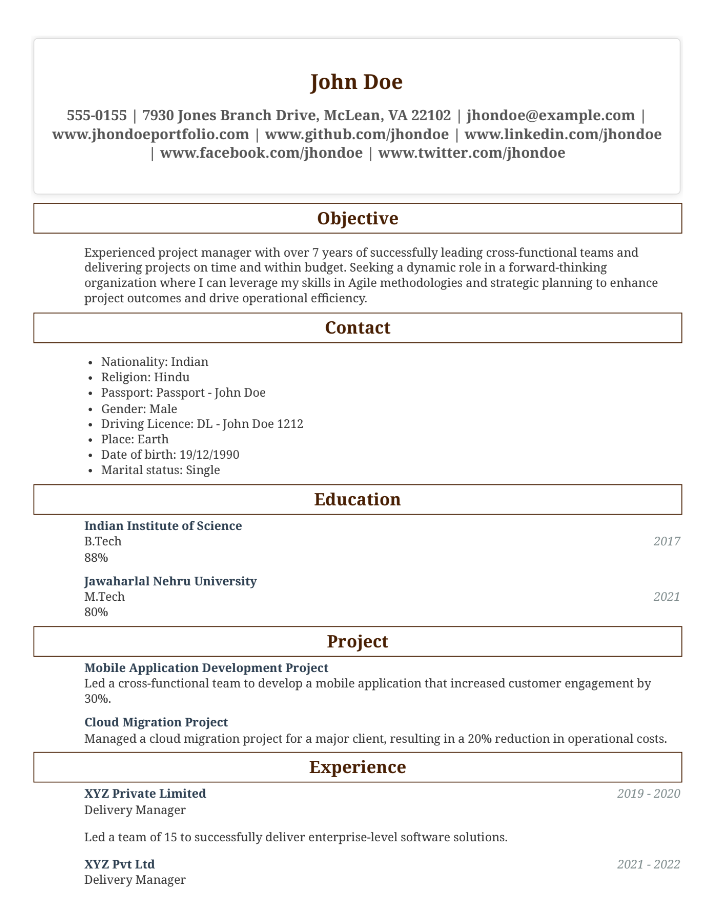 John Doe
555-0155 | 7930 Jones Branch Drive, McLean, VA 22102 | jhondoe@example.com |
www.jhondoeportfolio.com | www.github.com/jhondoe | www.linkedin.com/jhondoe
| www.facebook.com/jhondoe | www.twitter.com/jhondoe
Objective
Experienced project manager with over 7 years of successfully leading cross-functional teams and
delivering projects on time and within budget. Seeking a dynamic role in a forward-thinking
organization where I can leverage my skills in Agile methodologies and strategic planning to enhance
project outcomes and drive operational efficiency.
Contact
• Nationality: Indian
• Religion: Hindu
• Passport: Passport - John Doe
• Gender: Male
• Driving Licence: DL - John Doe 1212
• Place: Earth
• Date of birth: 19/12/1990
• Marital status: Single
Education
Indian Institute of Science
B.Tech 2017
88%
Jawaharlal Nehru University
M.Tech 2021
80%
Project
Mobile Application Development Project
Led a cross-functional team to develop a mobile application that increased customer engagement by
30%.
Cloud Migration Project
Managed a cloud migration project for a major client, resulting in a 20% reduction in operational costs.
Experience
XYZ Private Limited 2019 - 2020
Delivery Manager
Led a team of 15 to successfully deliver enterprise-level software solutions.
XYZ Pvt Ltd 2021 - 2022
Delivery Manager